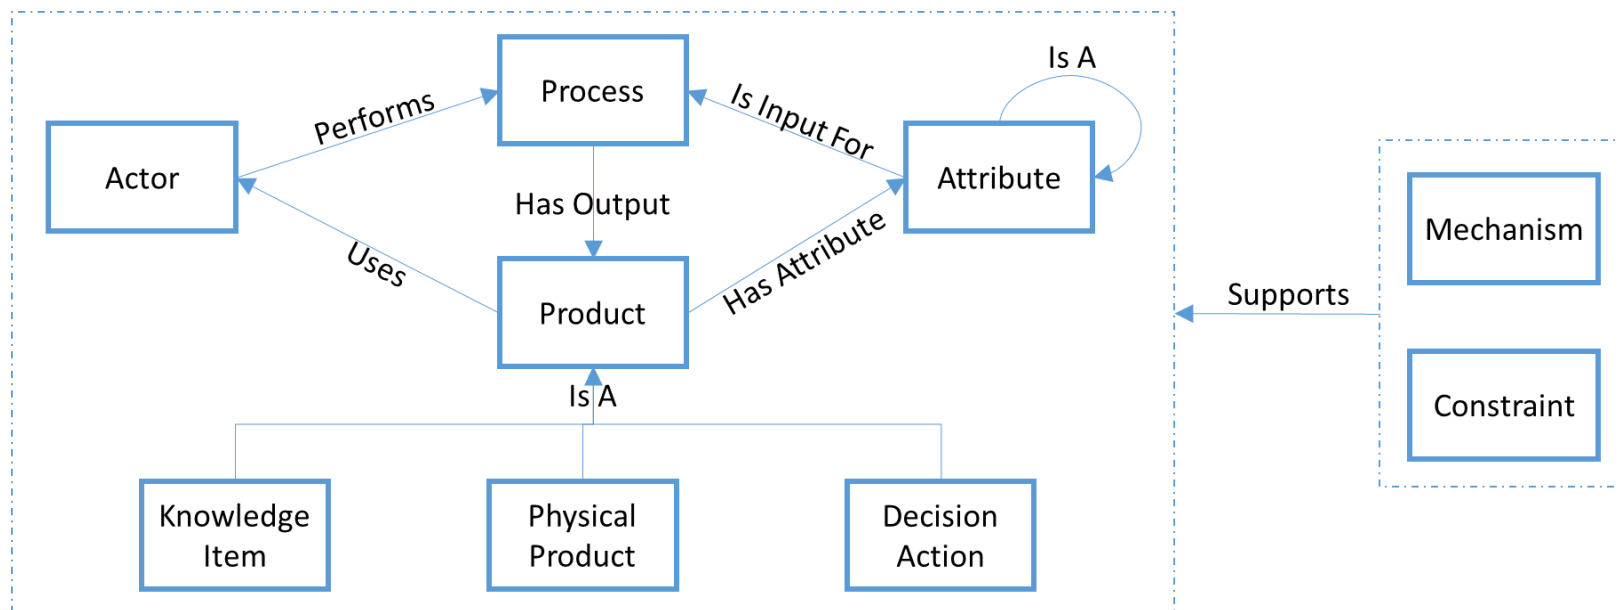 Is A
Process
Performs
Is Input For
Actor
Attribute
Has Output
Mechanism
Uses
Has Attribute
Supports
Product
Is A
Constraint
Knowledge
Item
Physical
Product
Decision
Action